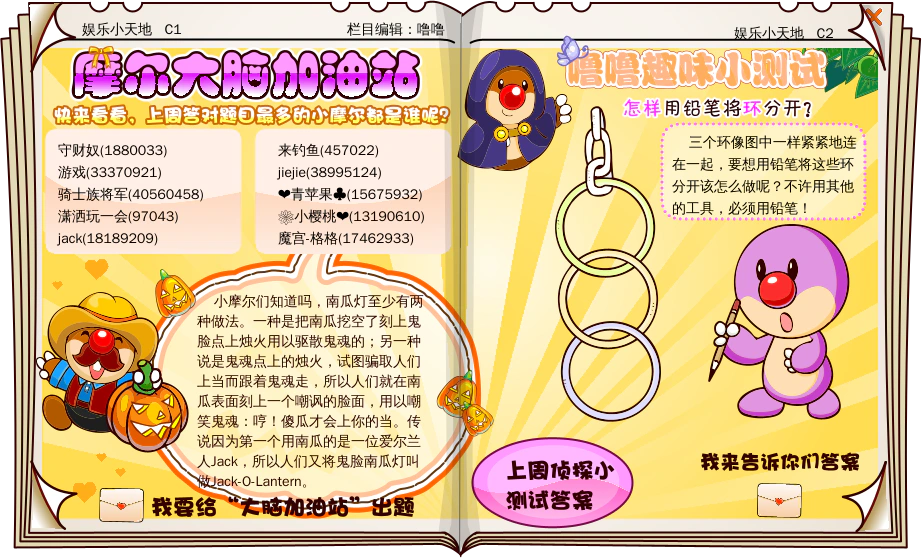 娱乐小天地 C1
栏目编辑：噜噜
摩尔大脑加油站
快来看看，上周答对题目最多的小摩尔都是谁呢？
守财奴(1880033)
游戏(33370921)
骑士族将军(40560458)
潇洒玩一会(97043)
jack(18189209)
来钓鱼(457022)
jiejie(38995124)
❤青苹果♣(15675932)
❀小樱桃❤(13190610)
魔宫-格格(17462933)
小摩尔们知道吗，南瓜灯至少有两
种做法。一种是把南瓜挖空了刻上鬼
脸点上烛火用以驱散鬼魂的；另一种
说是鬼魂点上的烛火，试图骗取人们
上当而跟着鬼魂走，所以人们就在南
瓜表面刻上一个嘲讽的脸面，用以嘲
笑鬼魂：哼！傻瓜才会上你的当。传
说因为第一个用南瓜的是一位爱尔兰
人Jack，所以人们又将鬼脸南瓜灯叫
做Jack-O-Lantern。
我要给“大脑加油站”出题
娱乐小天地 C2
噜噜趣味小测试
怎样用铅笔将环分开？
三个环像图中一样紧紧地连
在一起，要想用铅笔将这些环
分开该怎么做呢？不许用其他
的工具，必须用铅笔！
上周侦探小
测试答案
我来告诉你们答案